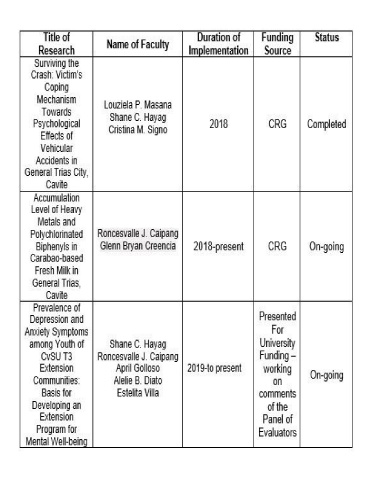 Title of
Research
Name of Faculty
Duration of
Implementation
Funding
Source
Status
Surviving the
Crash: Victim's
Coping
Mechanism
Towards
Psychological
Effects of
Vehicular
Accidents in
General Trias City,
Cavite
Louziela P. Masana
Shane C. Hayag
Cristina M. Signo
2018
CRG
Completed
Accumulation
Level of Heavy
Metals and
Polychlorinated
Biphenyls in
Carabao-based
Fresh Milk in
General Trias,
Cavite
Roncesvalle J. Caipang
Glenn Bryan Creencia
2018-present
CRG
On-going
Prevalence of
Depression and
Anxiety Symptoms
among Youth of
CvSU T3
Extension
Communities:
Basis for
Developing an
Extension
Program for
Mental Well-being
Shane C. Hayag
Roncesvalle J. Caipang
April Golloso
Alelie B. Diato
Estelita Villa
2019-to present
Presented
For
University
Funding –
working
on
comments
of the
Panel of
Evaluators
On-going